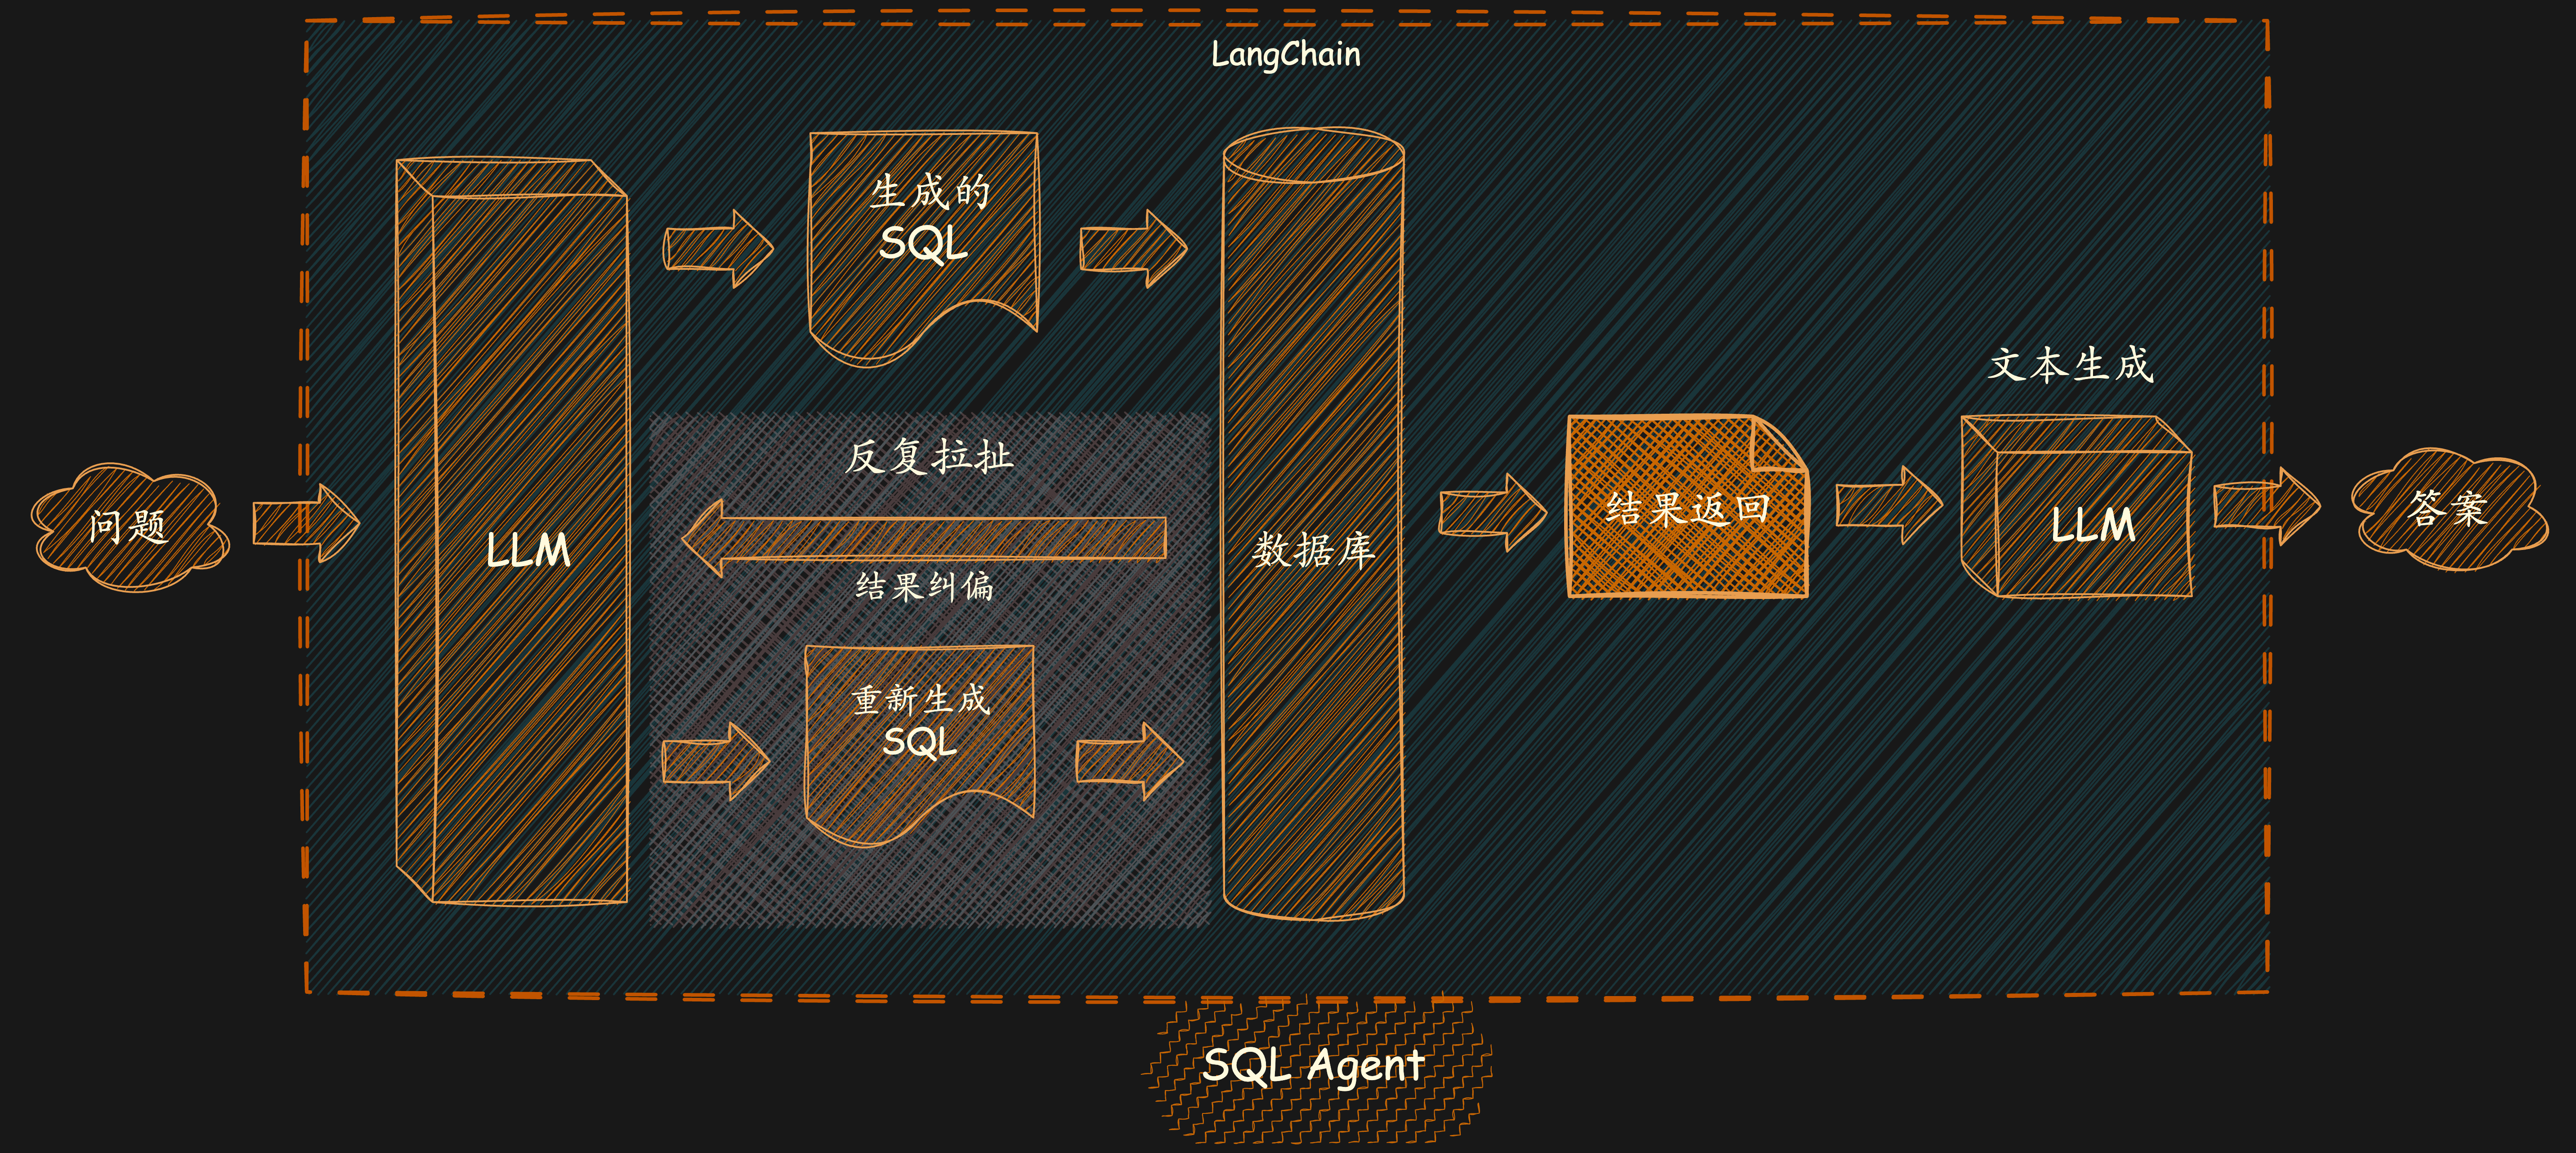 LangChain
生成的
SQL
文本生成
反复拉扯
问题
LLM
结果纠偏
数据库
结果返回
LLM
答案
重新生成
SQL
SQL Agent